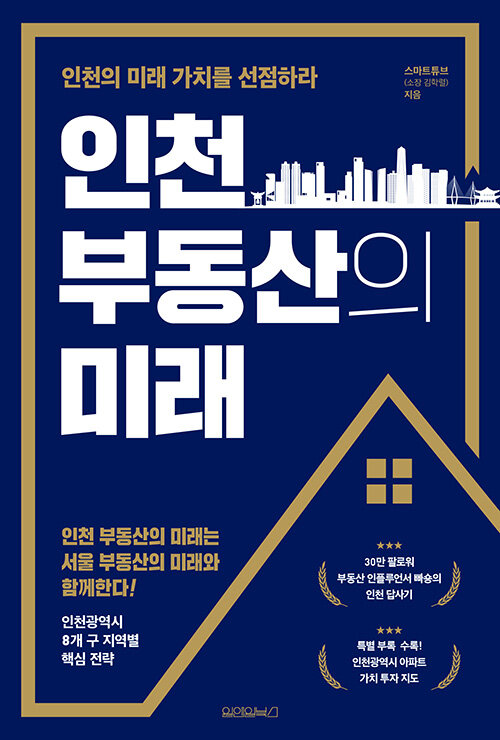 인천의 미래 가치를 선점하라
스마트튜브
(소장 김학렬)
지음
인천
부동산의
미래
인천 부동산의 미래는
서울 부동산의 미래와
함께한다!
인천광역시
8개 구 지역별
핵심 전략
★★★
30만 팔로워
부동산 인플루언서 빠숑의
인천 답사기
★★★
특별 부록 수록!
인천광역시 아파트
가치 투자 지도
원앤원북스